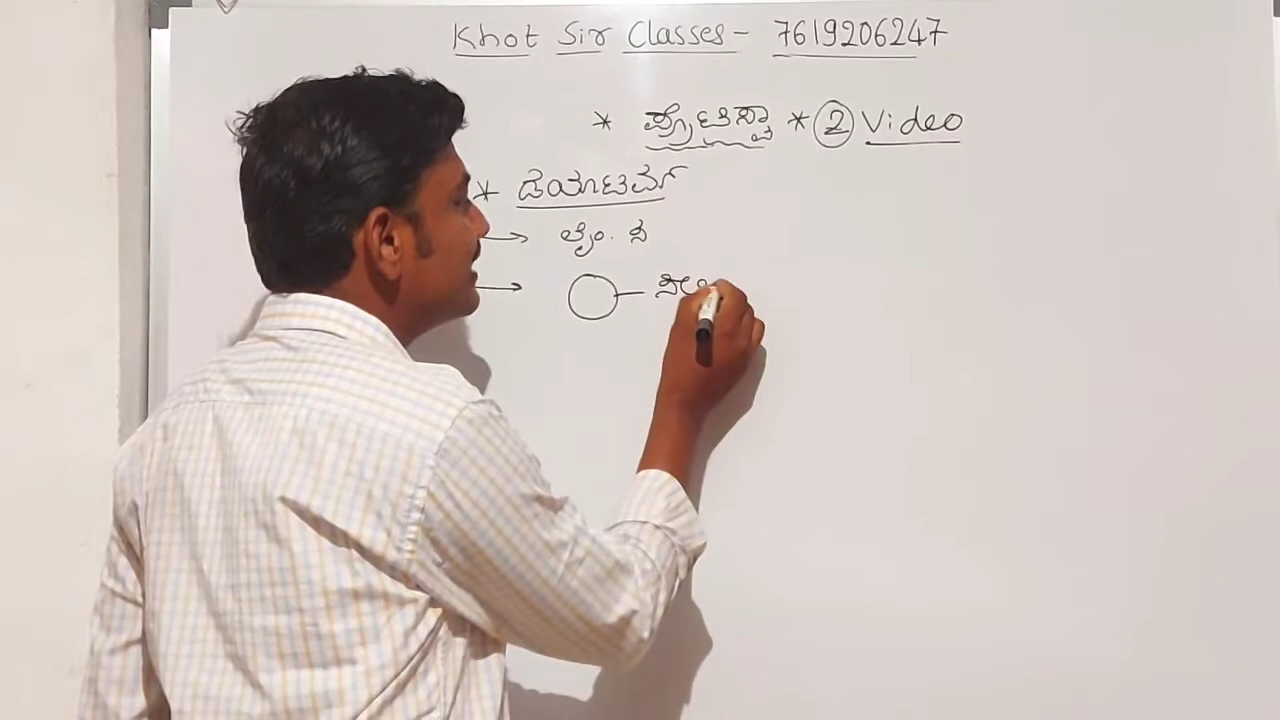 Khot Sir Classes - 7619206247
* ಪ್ರೊಟಿಸ್ಟಾ * 2 Video
* ಡಯಾಟಮ್
→ ಲೈಂ. ನ
→ ನೀಲಿ